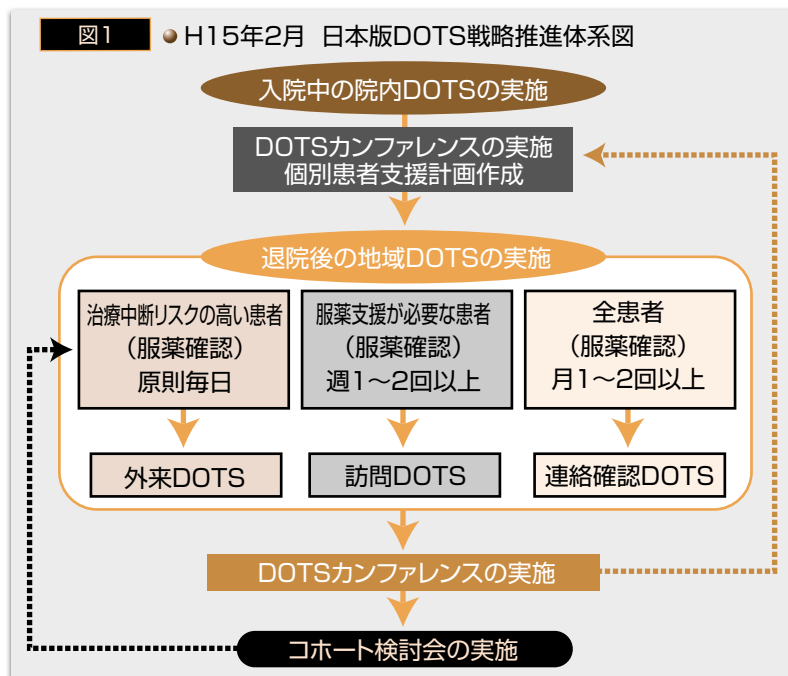 図1
H15年2月 日本版DOTS戦略推進体系図
入院中の院内DOTSの実施
DOTSカンファレンスの実施
個別患者支援計画作成
退院後の地域DOTSの実施
治療中断リスクの高い患者
（服薬確認）
原則毎日
服薬支援が必要な患者
（服薬確認）
週1〜2回以上
全患者
（服薬確認）
月1〜2回以上
外来DOTS
訪問DOTS
連絡確認DOTS
DOTSカンファレンスの実施
コホート検討会の実施